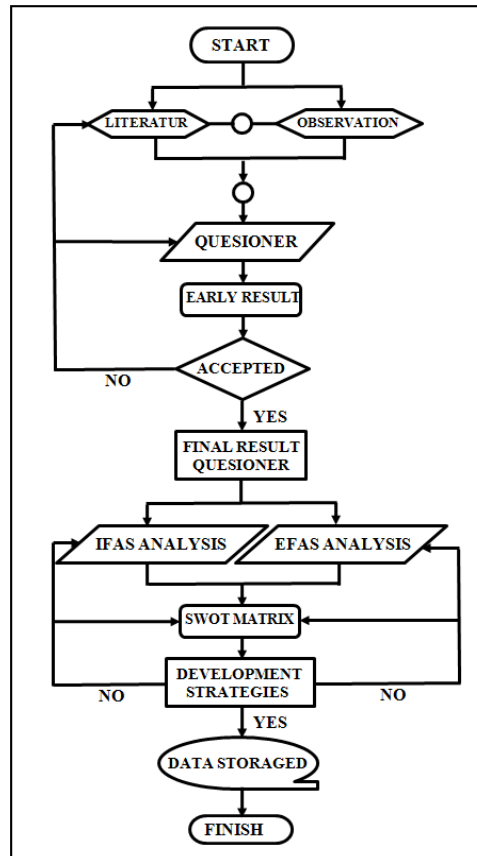 START
LITERATUR
OBSERVATION
QUESIONER
EARLY RESULT
ACCEPTED
NO
YES
FINAL RESULT
QUESIONER
IFAS ANALYSIS
EFAS ANALYSIS
SWOT MATRIX
DEVELOPMENT
STRATEGIES
NO
NO
YES
DATA STORAGED
FINISH